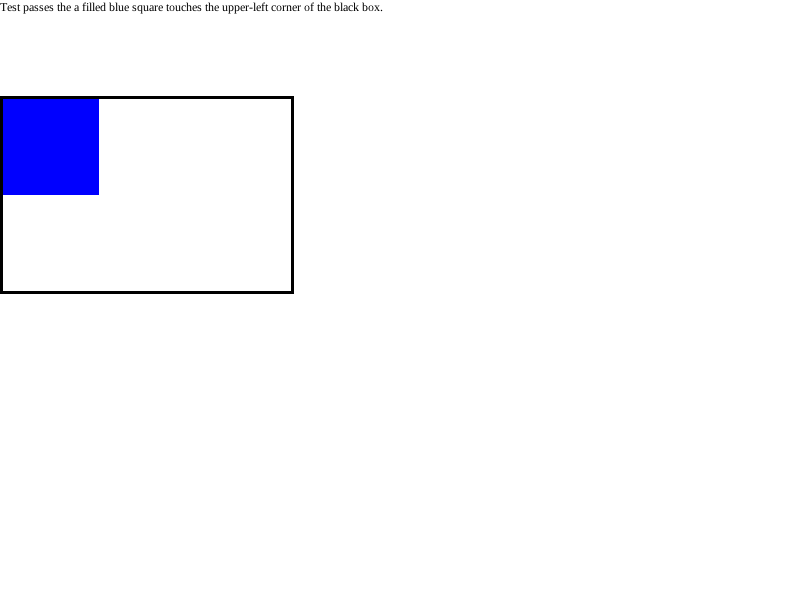 Test passes the a filled blue square touches the upper-left corner of the black box.